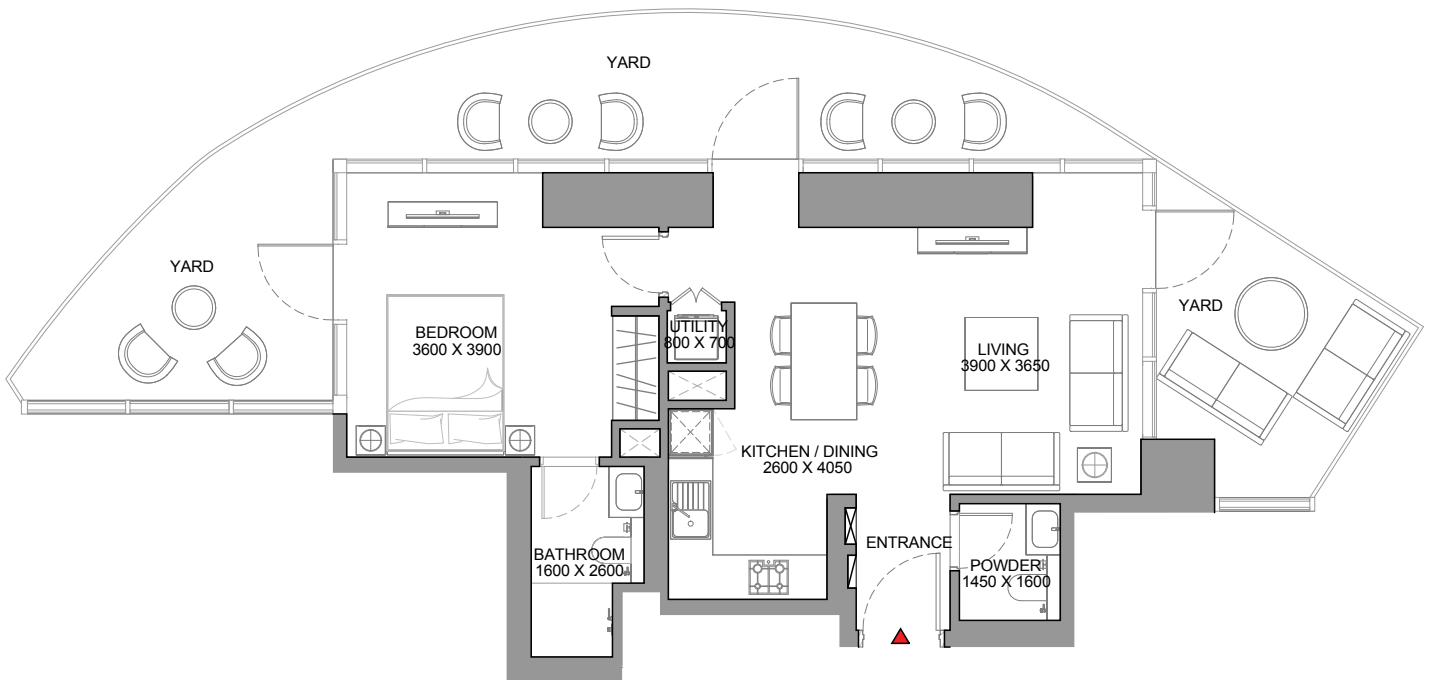 YARD
YARD
YARD
BEDROOM
3600 X 3900
UTILITY
800 X 700
LIVING
3900 X 3650
KITCHEN / DINING
2600 X 4050
ENTRANCE
BATHROOM
1600 X 2600
POWDER
1450 X 1600